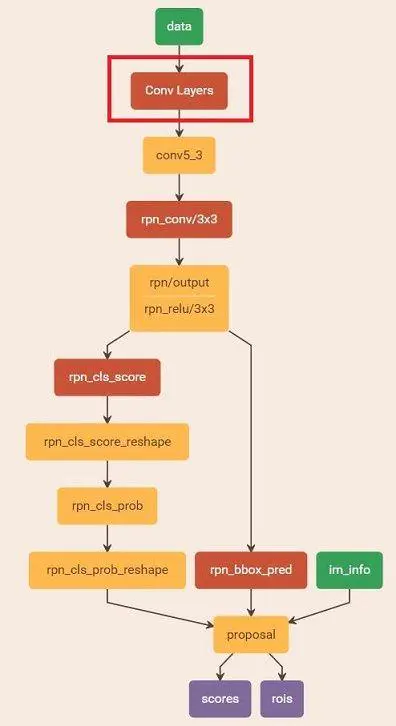 data
Conv Layers
conv5_3
rpn_conv/3x3
rpn/output
rpn_relu/3x3
rpn_cls_score
rpn_cls_score_reshape
rpn_cls_prob
rpn_cls_prob_reshape
rpn_bbox_pred
im_info
proposal
scores
rois